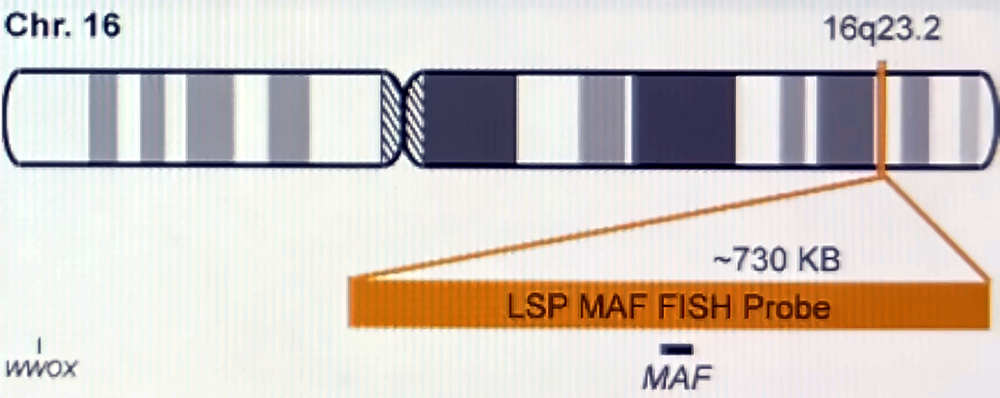 Chr. 16
16q23.2
~730 KB
LSP MAF FISH Probe
WWOX
MAF